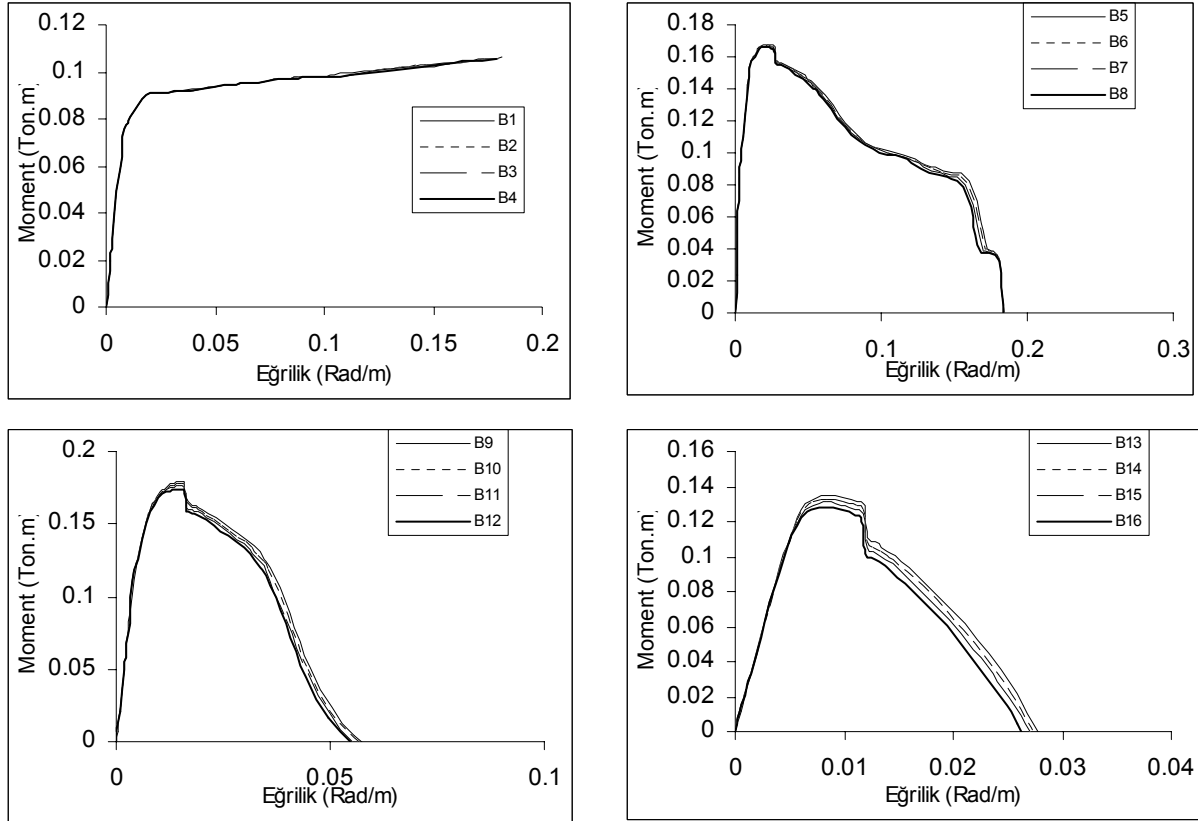 0.12
0.1
0.08
0.06
0.04
0.02
0
Moment (Ton.m)
0 0.05 0.1 0.15 0.2
Eğrilik (Rad/m)
B1
B2
B3
B4
0.18
0.16
0.14
0.12
0.1
0.08
0.06
0.04
0.02
0
Moment (Ton.m)
0 0.1 0.2 0.3
Eğrilik (Rad/m)
B5
B6
B7
B8
0.2
0.15
0.1
0.05
0
Moment (Ton.m)
0 0.05 0.1
Eğrilik (Rad/m)
B9
B10
B11
B12
0.16
0.14
0.12
0.1
0.08
0.06
0.04
0.02
0
Moment (Ton.m)
0 0.01 0.02 0.03 0.04
Eğrilik (Rad/m)
B13
B14
B15
B16